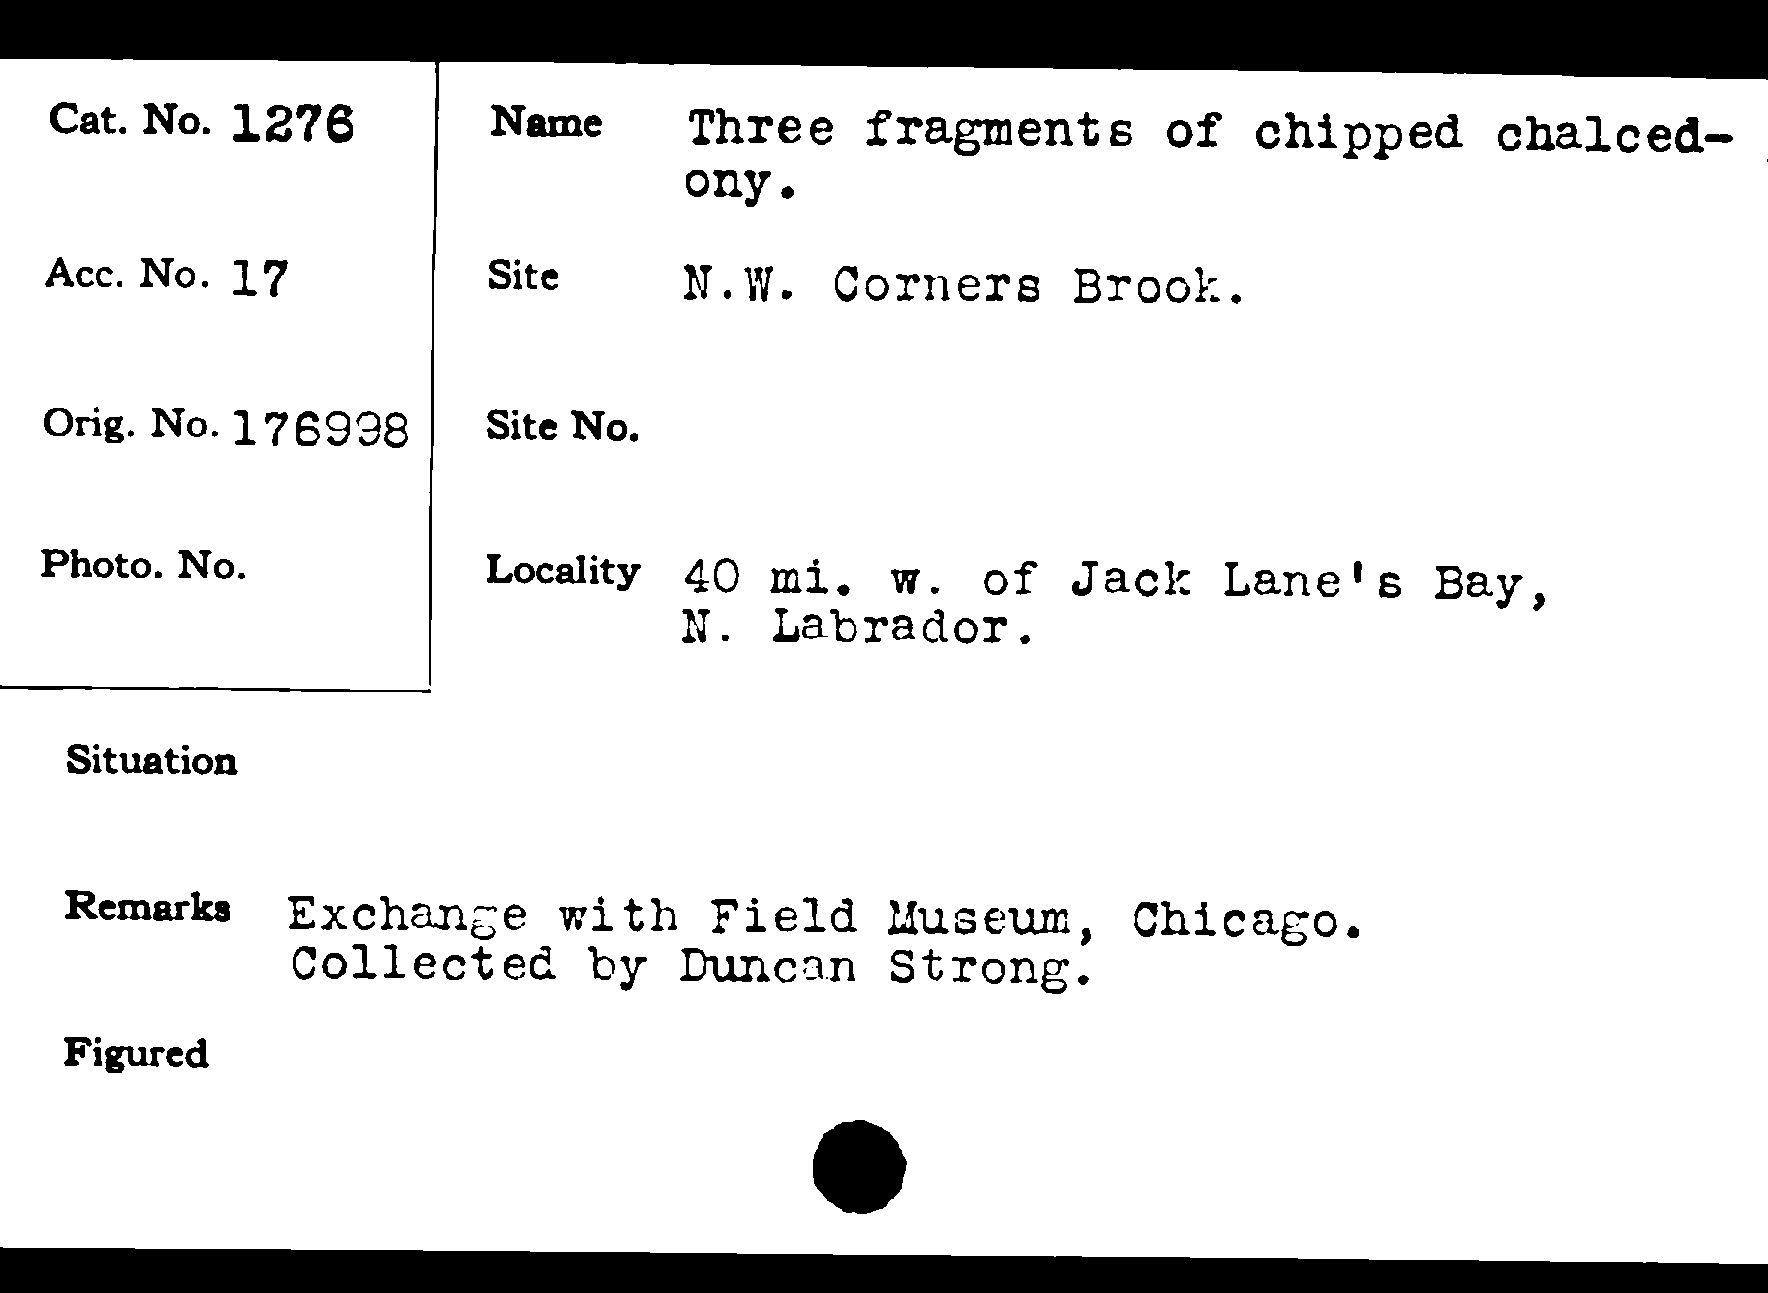 Cat. No. 1276
Name Three fragments of chipped chalced-
ony.
Acc. No. 17
Site N.W. Corners Brook.
Orig. No. 176998
Site No.
Photo. No.
Locality 40 mi. w. of Jack Lane's Bay,
N. Labrador.
Situation
Remarks Exchange with Field Museum, Chicago.
Collected by Duncan Strong.
Figured